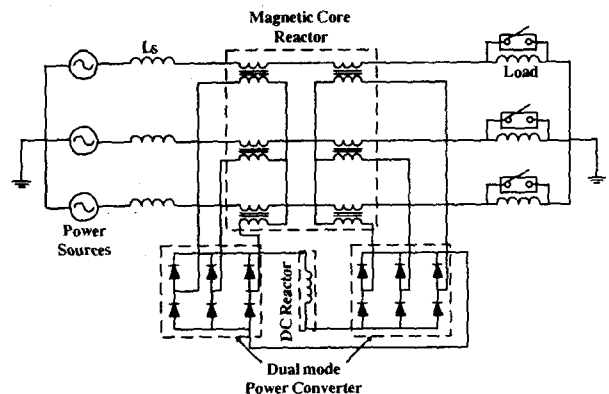 Magnetic Core
Reactor
Ls
Load
Power
Sources
DC Reactor
Dual mode
Power Converter